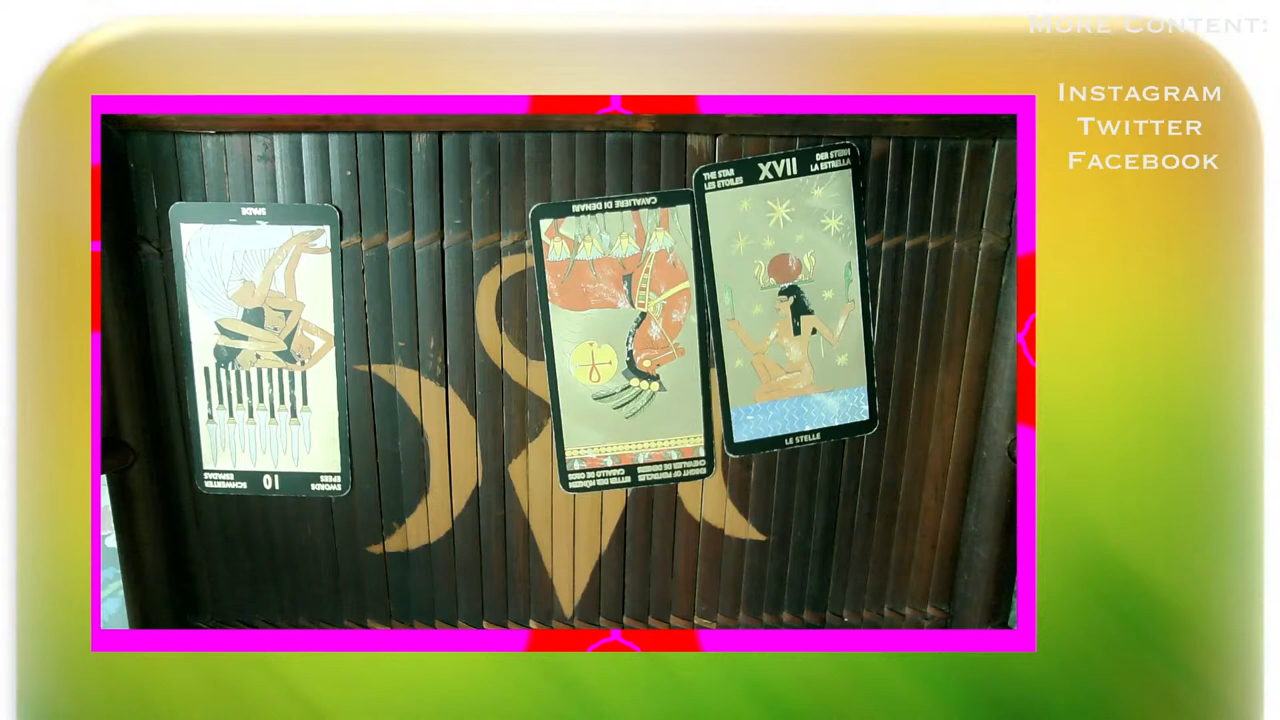 MORE CONTENT:
INSTAGRAM
TWITTER
FACEBOOK
SPADE
10
SWORDS
EPEES
SCHWERTER
ESPADAS
CAVALIERE DI DENARI
KNIGHT OF PENTACLES
CHEVALIER DE DENIERS
RITTER DER MÜNZEN
CABALLO DE OROS
THE STAR
LES ETOILES
XVII
DER STERN
LA ESTRELLA
LE STELLE